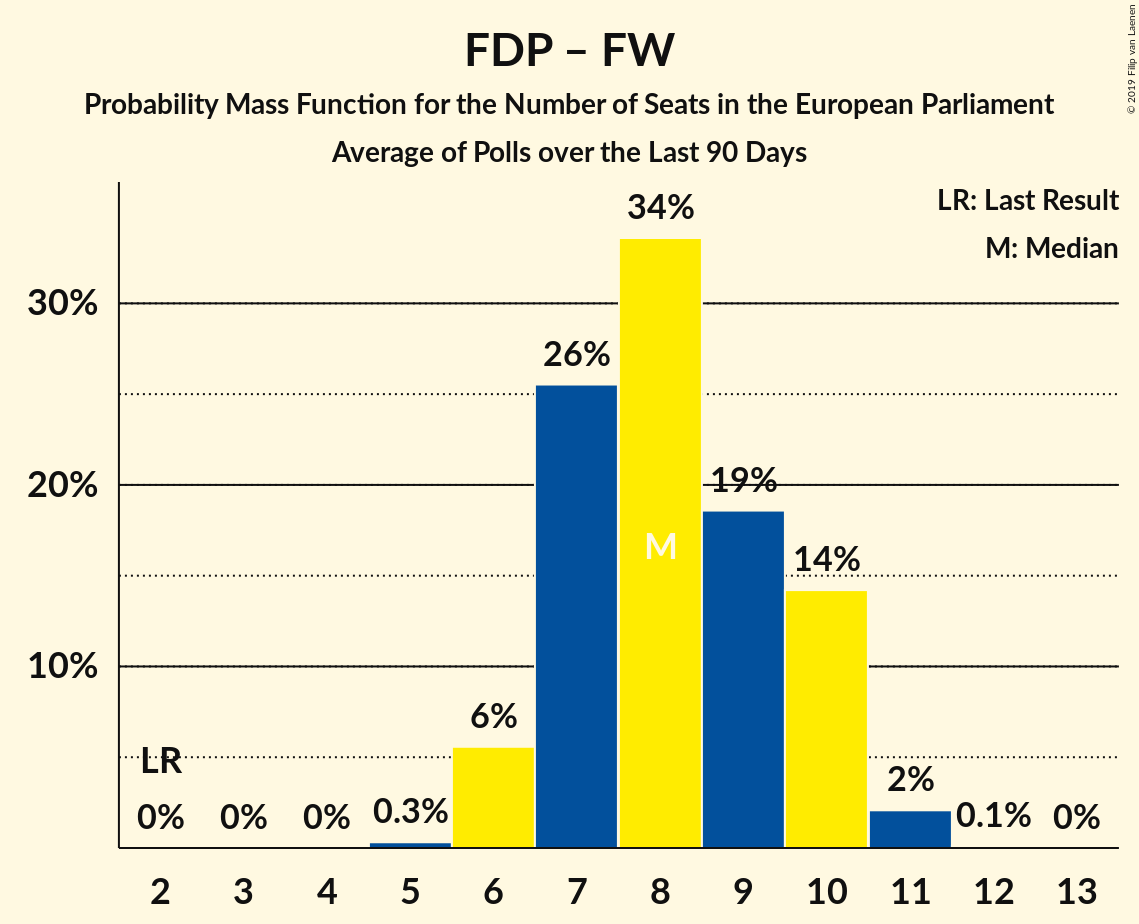 FDP – FW
Probability Mass Function for the Number of Seats in the European Parliament
Average of Polls over the Last 90 Days
© 2019 Filip van Laenen
LR: Last Result
M: Median
34%
30%
26%
20%
19%
M
14%
10%
6%
LR
2%
0% 0% 0% 0.3% 0.1% 0%
2 3 4 5 6 7 8 9 10 11 12 13